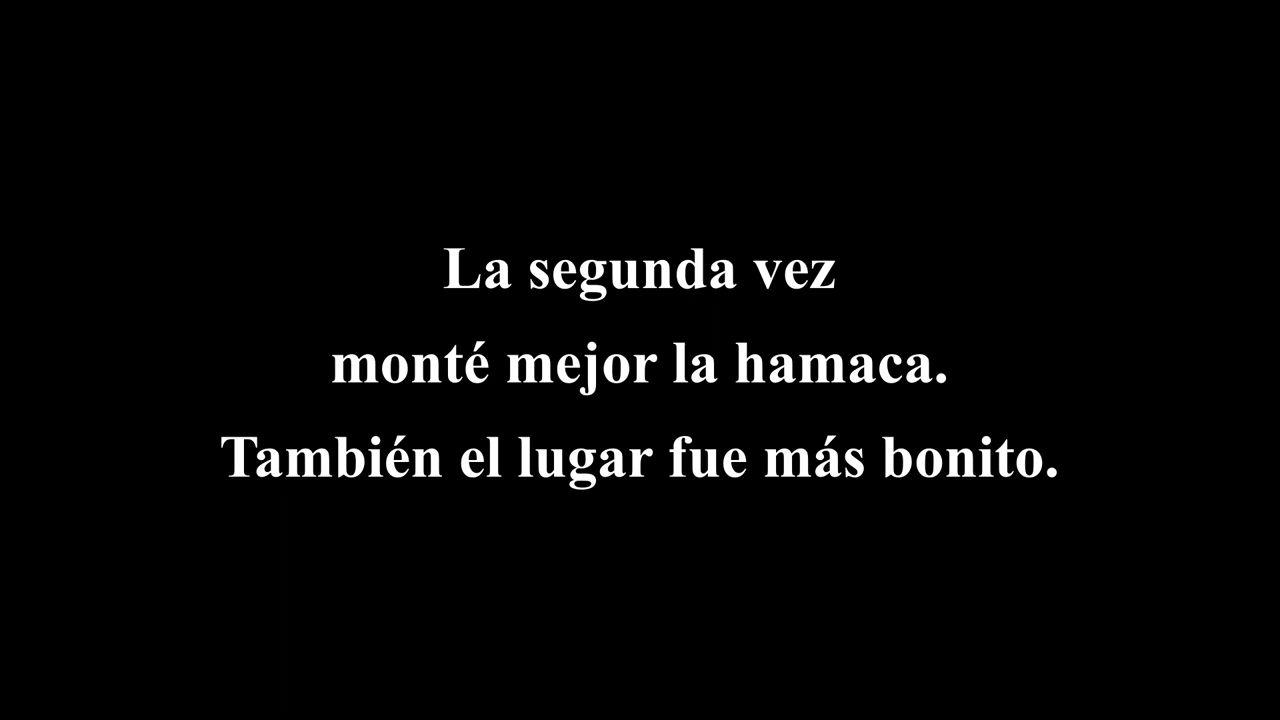 La segunda vez
monté mejor la hamaca.
También el lugar fue más bonito.